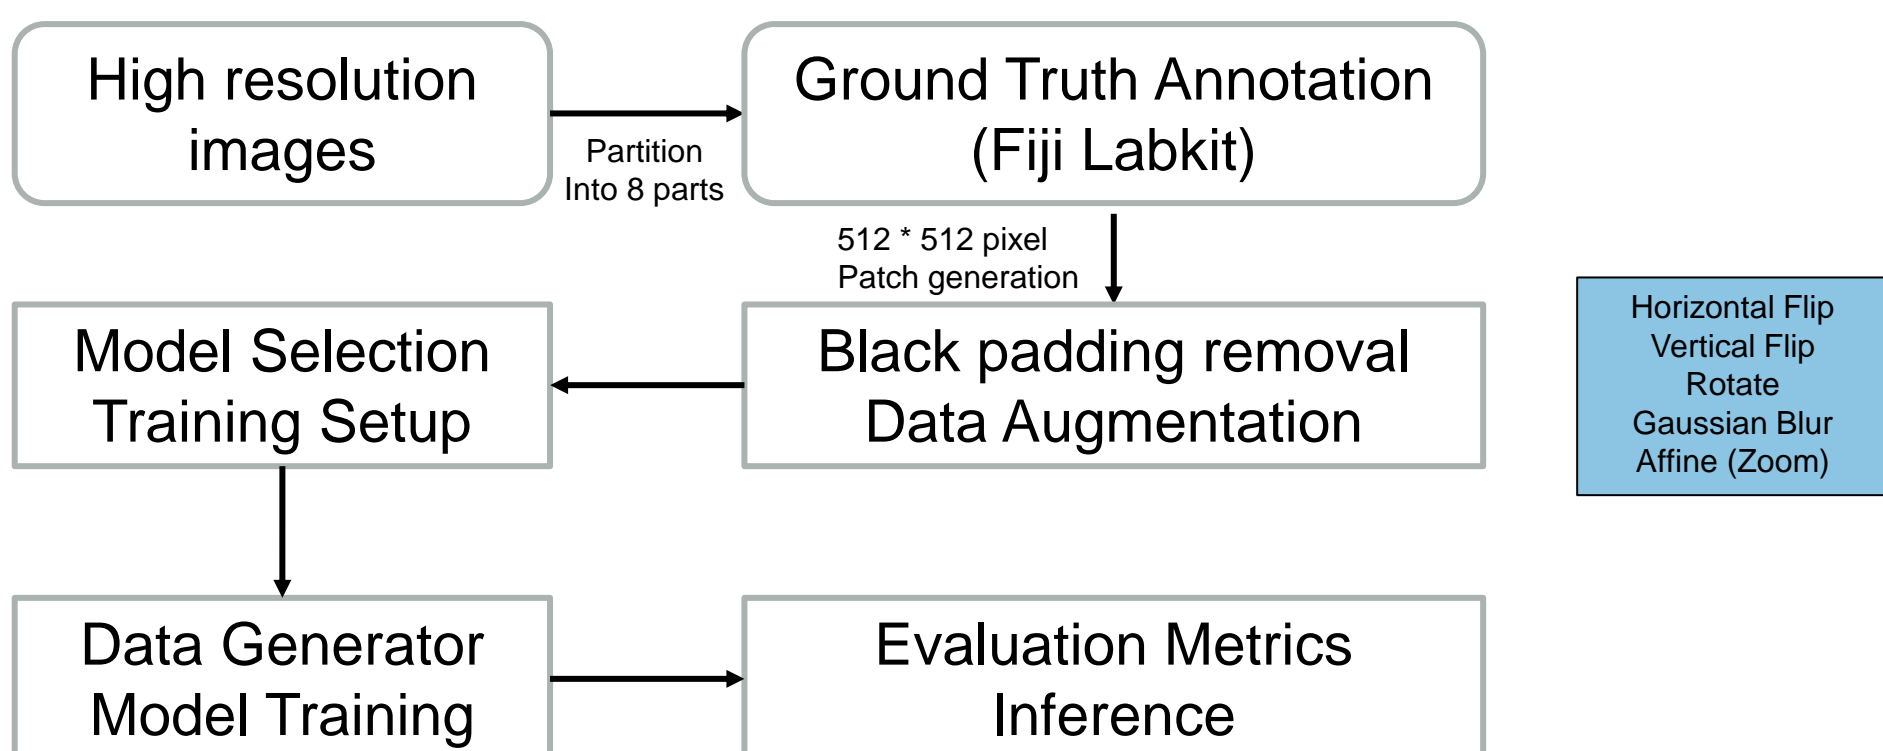 High resolution
images
Partition
Into 8 parts
Ground Truth Annotation
(Fiji Labkit)
512 * 512 pixel
Patch generation
Model Selection
Training Setup
Black padding removal
Data Augmentation
Horizontal Flip
Vertical Flip
Rotate
Gaussian Blur
Affine (Zoom)
Data Generator
Model Training
Evaluation Metrics
Inference